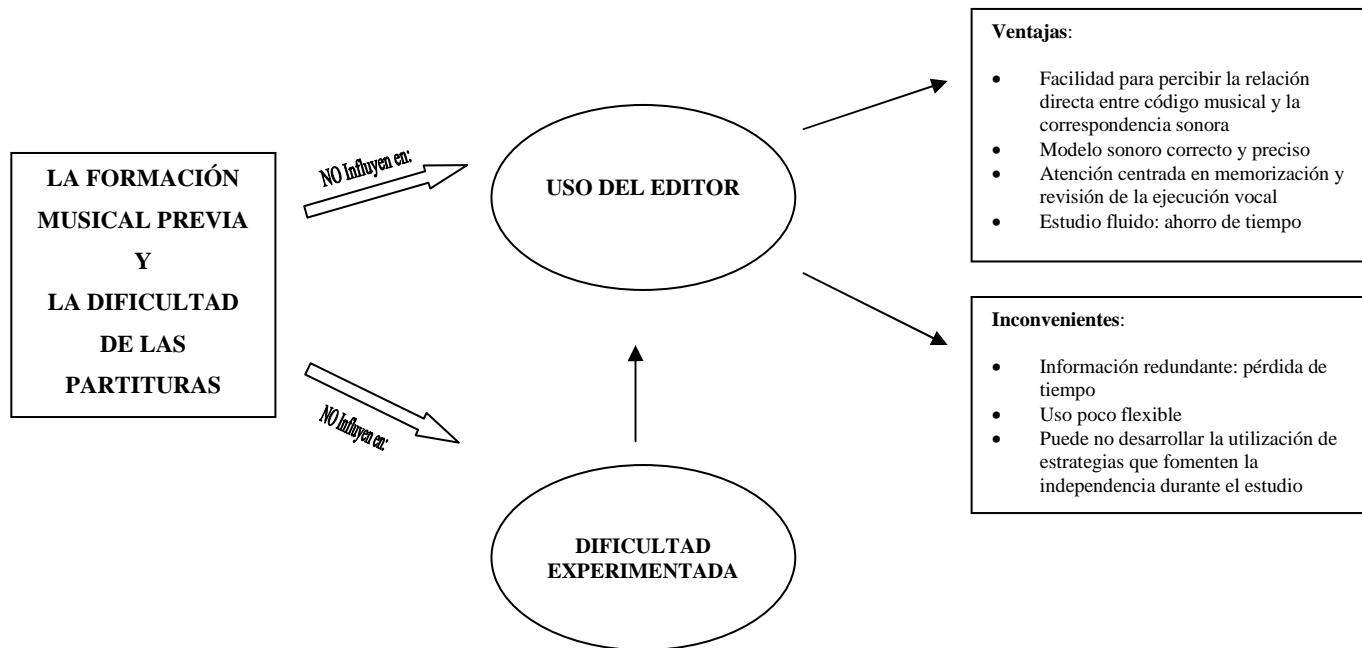 LA FORMACIÓN
MUSICAL PREVIA
Y
LA DIFICULTAD
DE LAS
PARTITURAS
NO Influyen en:
NO Influyen en:
USO DEL EDITOR
DIFICULTAD
EXPERIMENTADA
Ventajas:
• Facilidad para percibir la relación
directa entre código musical y la
correspondencia sonora
• Modelo sonoro correcto y preciso
• Atención centrada en memorización y
revisión de la ejecución vocal
• Estudio fluido: ahorro de tiempo
Inconvenientes:
• Información redundante: pérdida de
tiempo
• Uso poco flexible
• Puede no desarrollar la utilización de
estrategias que fomenten la
independencia durante el estudio